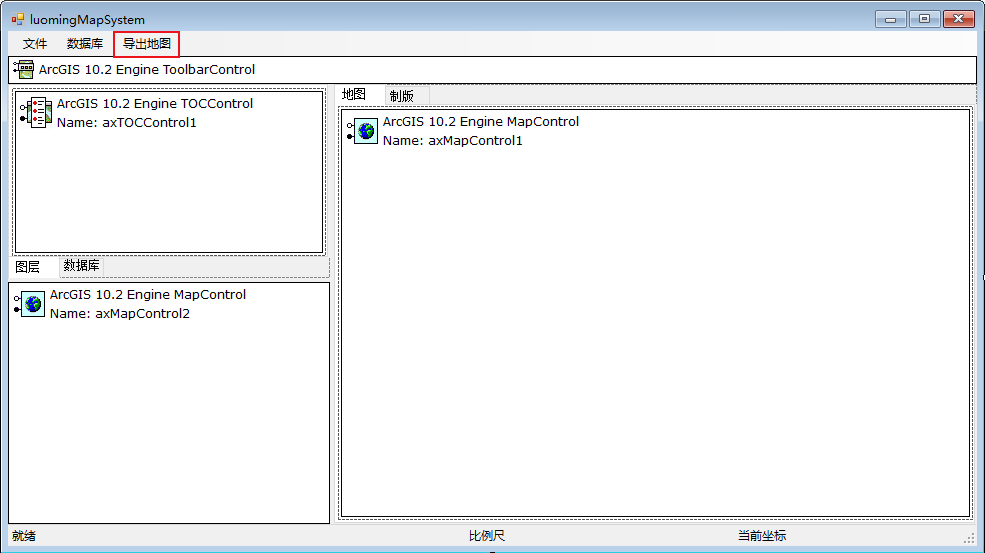 luomingMapSystem
文件 数据库 导出地图
ArcGIS 10.2 Engine ToolbarControl
ArcGIS 10.2 Engine TOCControl
Name: axTOCControl1
图层 数据库
ArcGIS 10.2 Engine MapControl
Name: axMapControl2
地图 制版
ArcGIS 10.2 Engine MapControl
Name: axMapControl1
就绪 比例尺 当前坐标